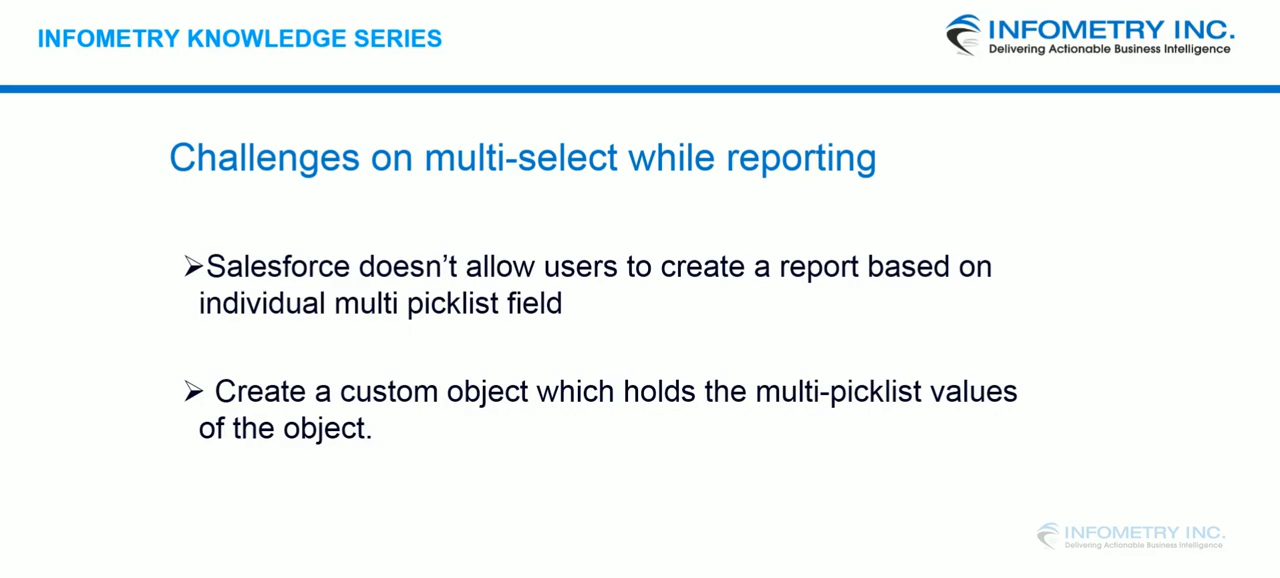 INFOMETRY KNOWLEDGE SERIES
INFOMETRY INC.
Delivering Actionable Business Intelligence
Challenges on multi-select while reporting
➢Salesforce doesn’t allow users to create a report based on
individual multi picklist field
➢ Create a custom object which holds the multi-picklist values
of the object.
INFOMETRY INC.
Delivering Actionable Business Intelligence